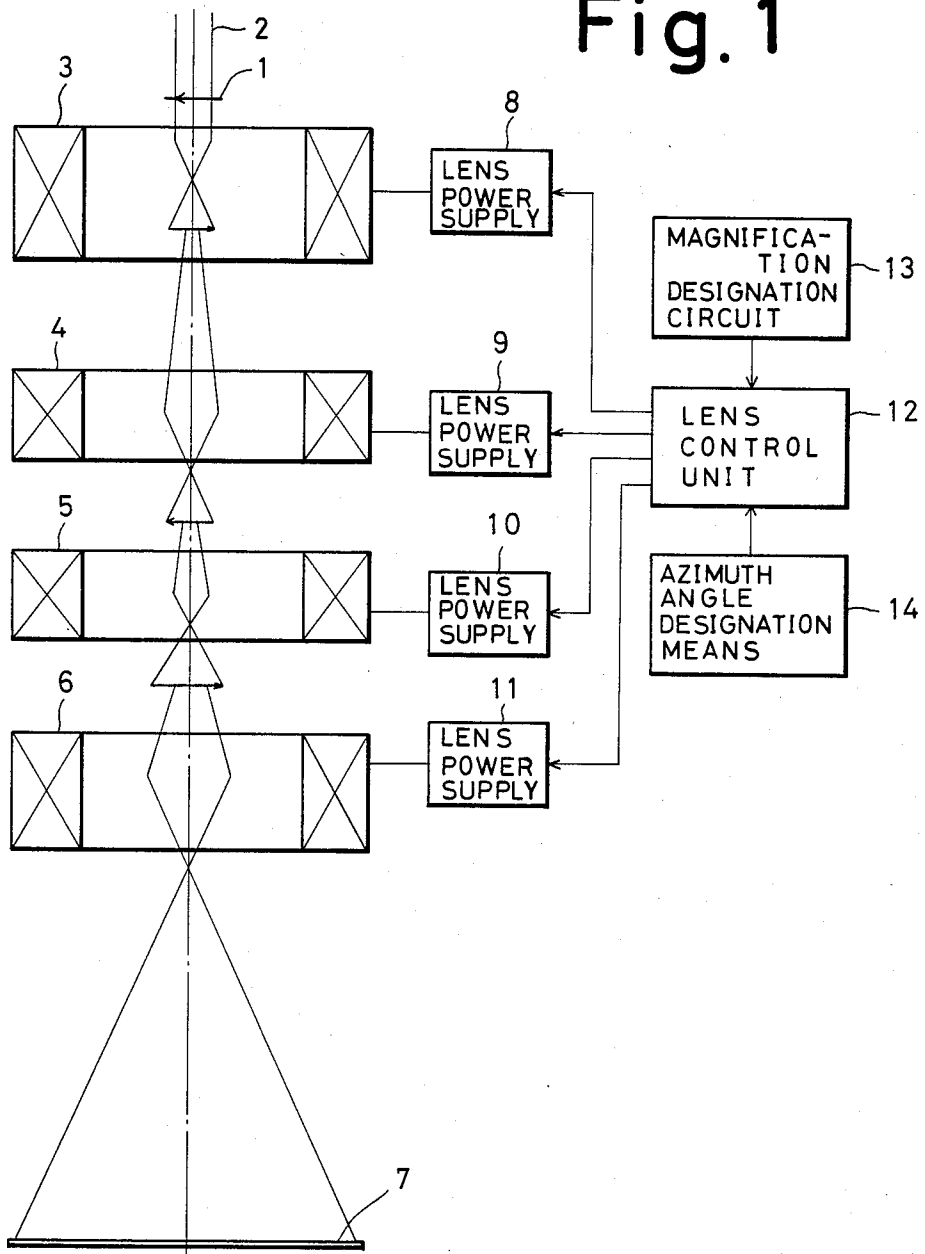 Fig. 1
2
1
3
8
LENS
POWER
SUPPLY
MAGNIFICA-
TION
DESIGNATION
CIRCUIT
13
4
9
LENS
POWER
SUPPLY
LENS
CONTROL
UNIT
12
5
10
LENS
POWER
SUPPLY
AZIMUTH
ANGLE
DESIGNATION
MEANS
14
6
11
LENS
POWER
SUPPLY
7